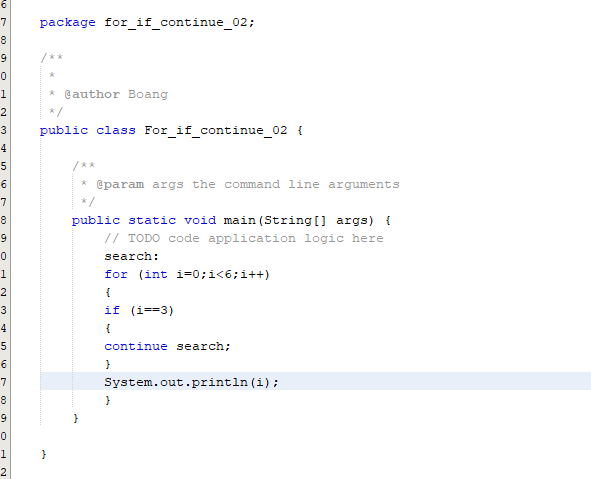 6
7 package for_if_continue_02;
8
9 /**
0 *
1 * @author Boang
2 */
3 public class For_if_continue_02 {
4
5 /**
6 * @param args the command line arguments
7 */
8 public static void main(String[] args) {
9 // TODO code application logic here
0 search:
1 for (int i=0;i<6;i++)
2 {
3 if (i==3)
4 {
5 continue search;
6 }
7 System.out.println(i);
8 }
9 }
0
1 }
2